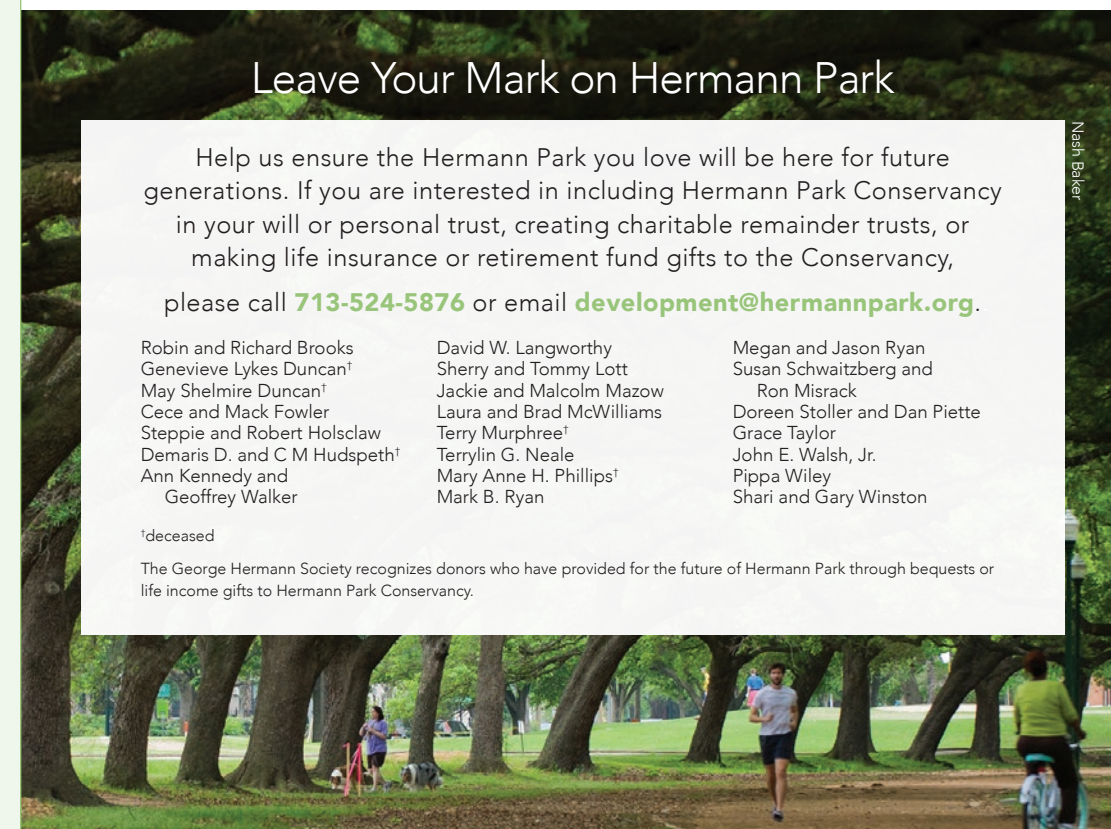 Leave Your Mark on Hermann Park
Nash Baker
Help us ensure the Hermann Park you love will be here for future
generations. If you are interested in including Hermann Park Conservancy
in your will or personal trust, creating charitable remainder trusts, or
making life insurance or retirement fund gifts to the Conservancy,
please call 713-524-5876 or email development@hermannpark.org.
Robin and Richard Brooks
Genevieve Lykes Duncan†
May Shelmire Duncan†
Cece and Mack Fowler
Steppie and Robert Holsclaw
Demaris D. and C M Hudspeth†
Ann Kennedy and
Geoffrey Walker
David W. Langworthy
Sherry and Tommy Lott
Jackie and Malcolm Mazow
Laura and Brad McWilliams
Terry Murphree†
Terrylin G. Neale
Mary Anne H. Phillips†
Mark B. Ryan
Megan and Jason Ryan
Susan Schwaitzberg and
Ron Misrack
Doreen Stoller and Dan Piette
Grace Taylor
John E. Walsh, Jr.
Pippa Wiley
Shari and Gary Winston
†deceased
The George Hermann Society recognizes donors who have provided for the future of Hermann Park through bequests or
life income gifts to Hermann Park Conservancy.